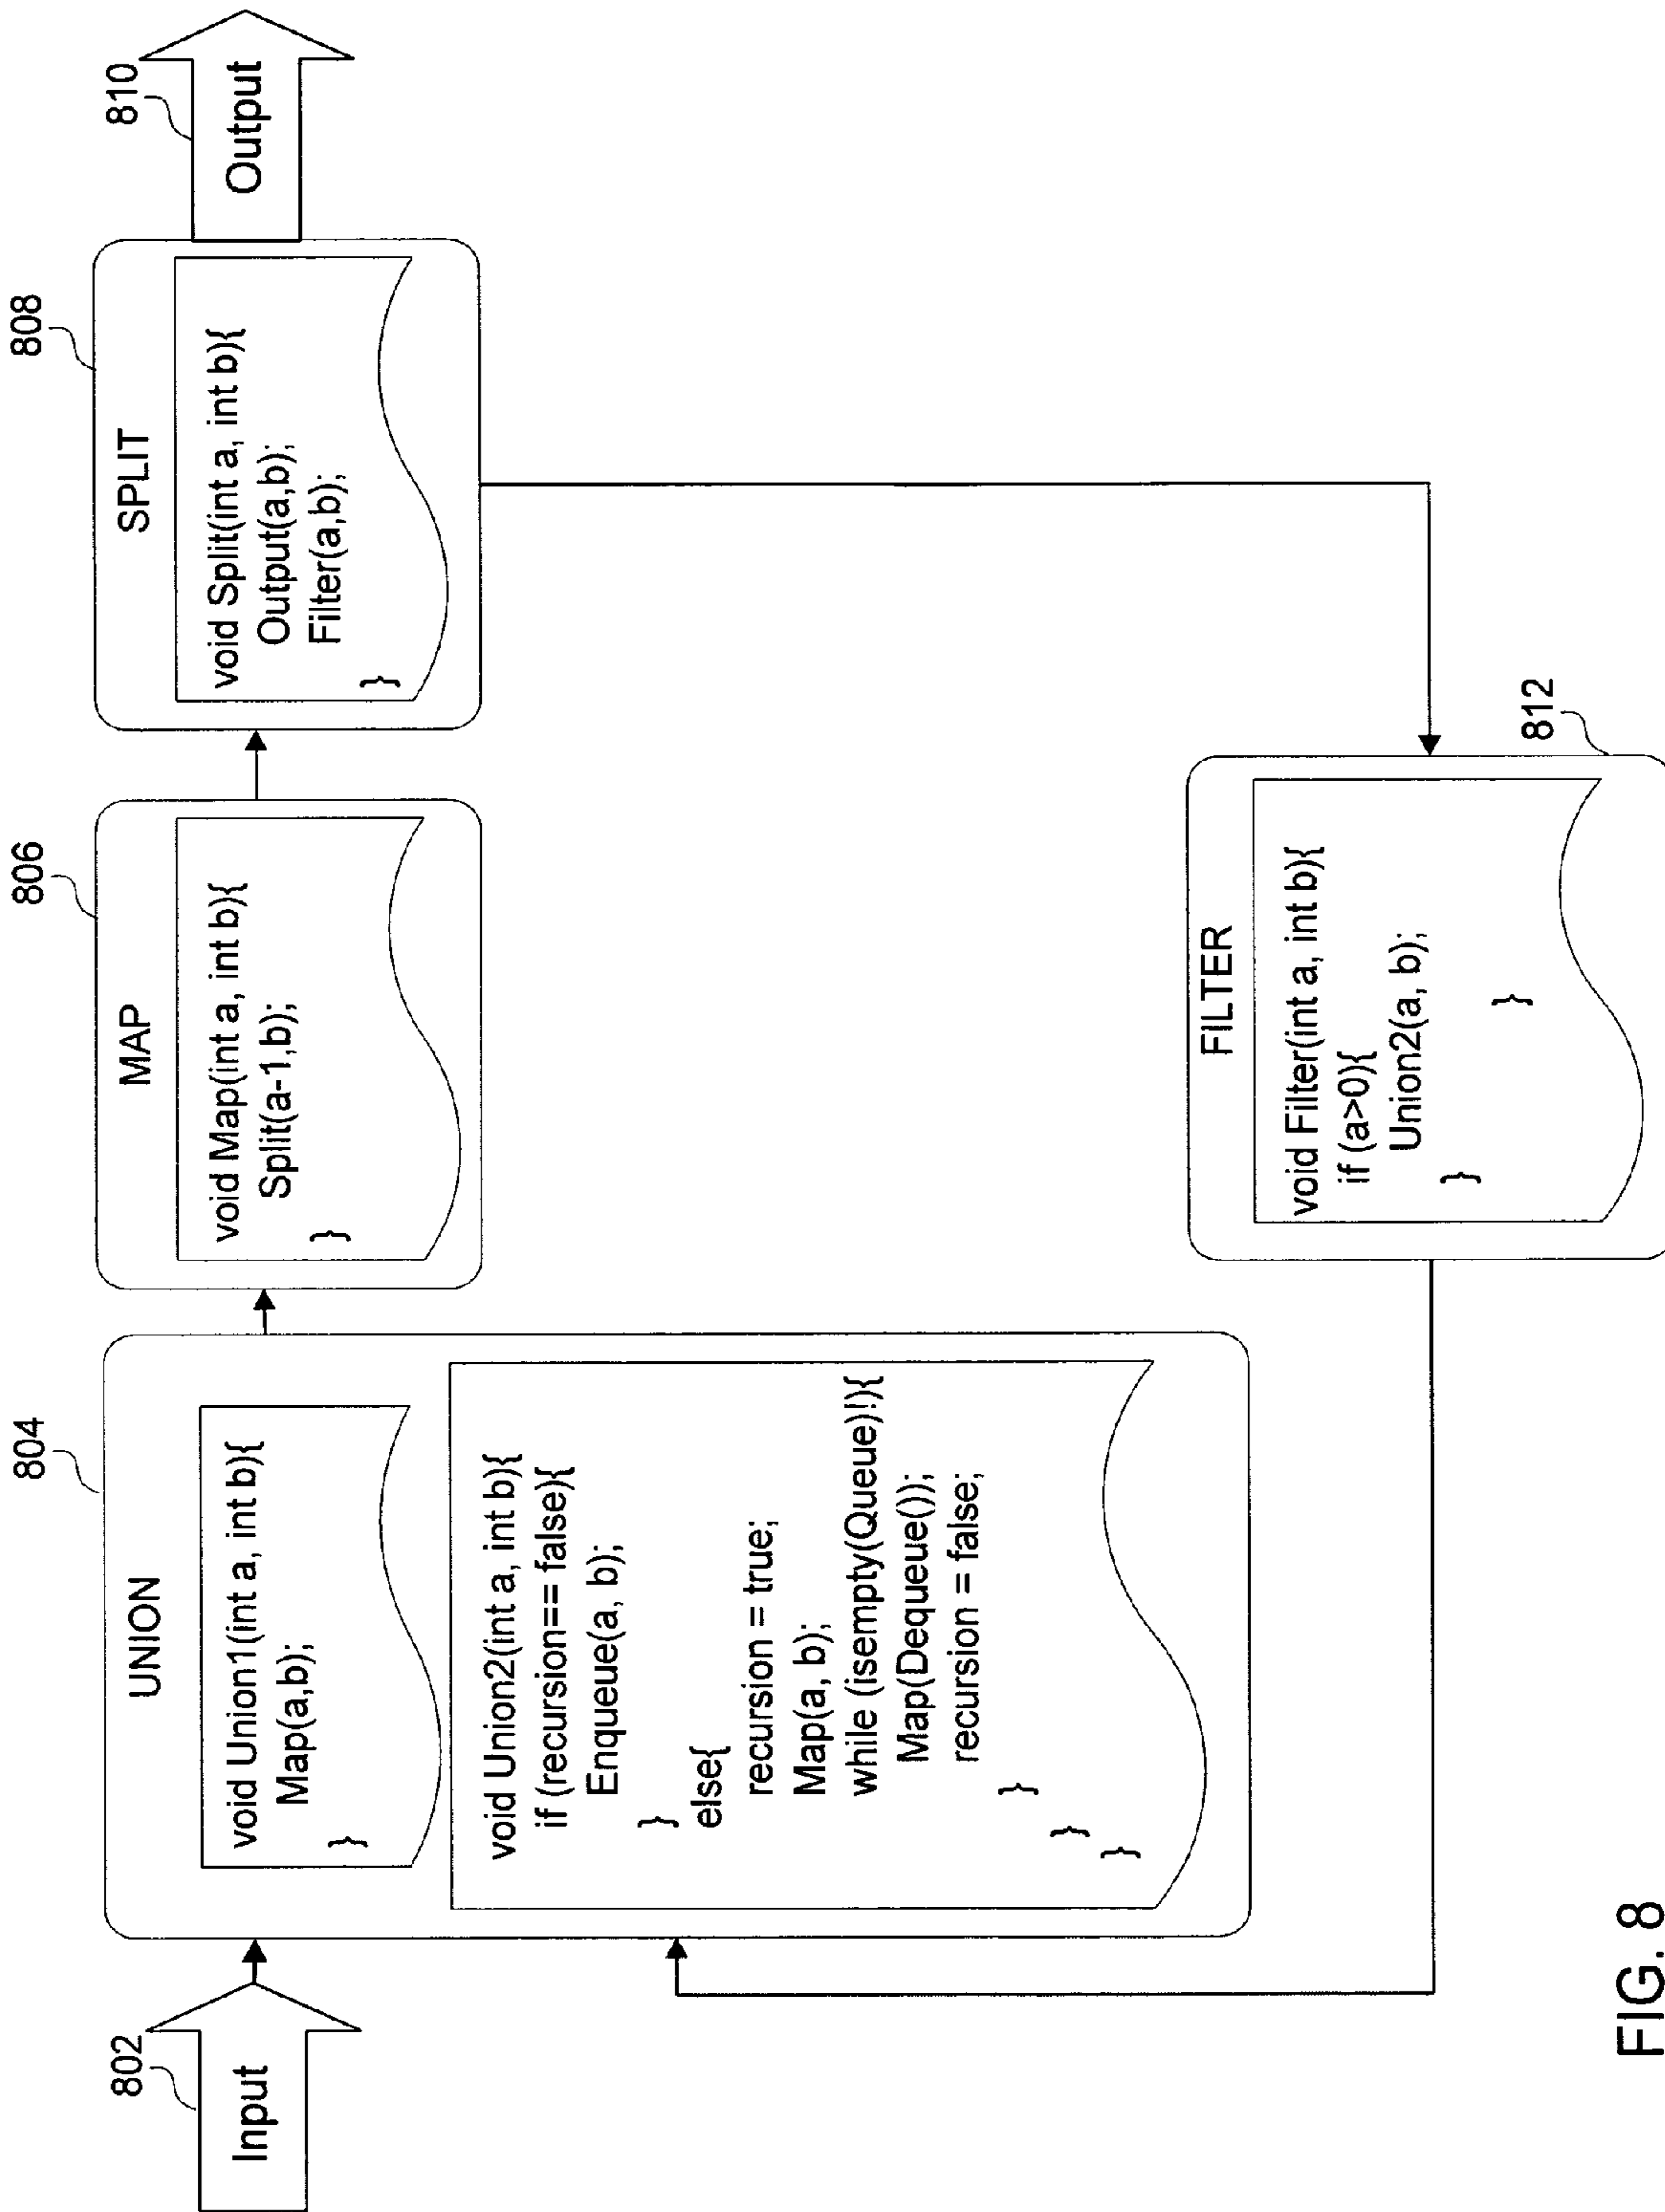 802
Input
804
UNION
void Union1(int a, int b){
Map(a,b);
}
void Union2(int a, int b){
if (recursion== false){
Enqueue(a, b);
}
else{
recursion = true;
Map(a, b);
while (isempty(Queue)!){
Map(Dequeue());
recursion = false;
}
}
}
806
MAP
void Map(int a, int b){
Split(a-1,b);
}
808
SPLIT
void Split(int a, int b){
Output(a,b);
Filter(a,b);
}
810
Output
FILTER
void Filter(int a, int b){
if (a>0){
Union2(a, b);
}
}
812
FIG. 8